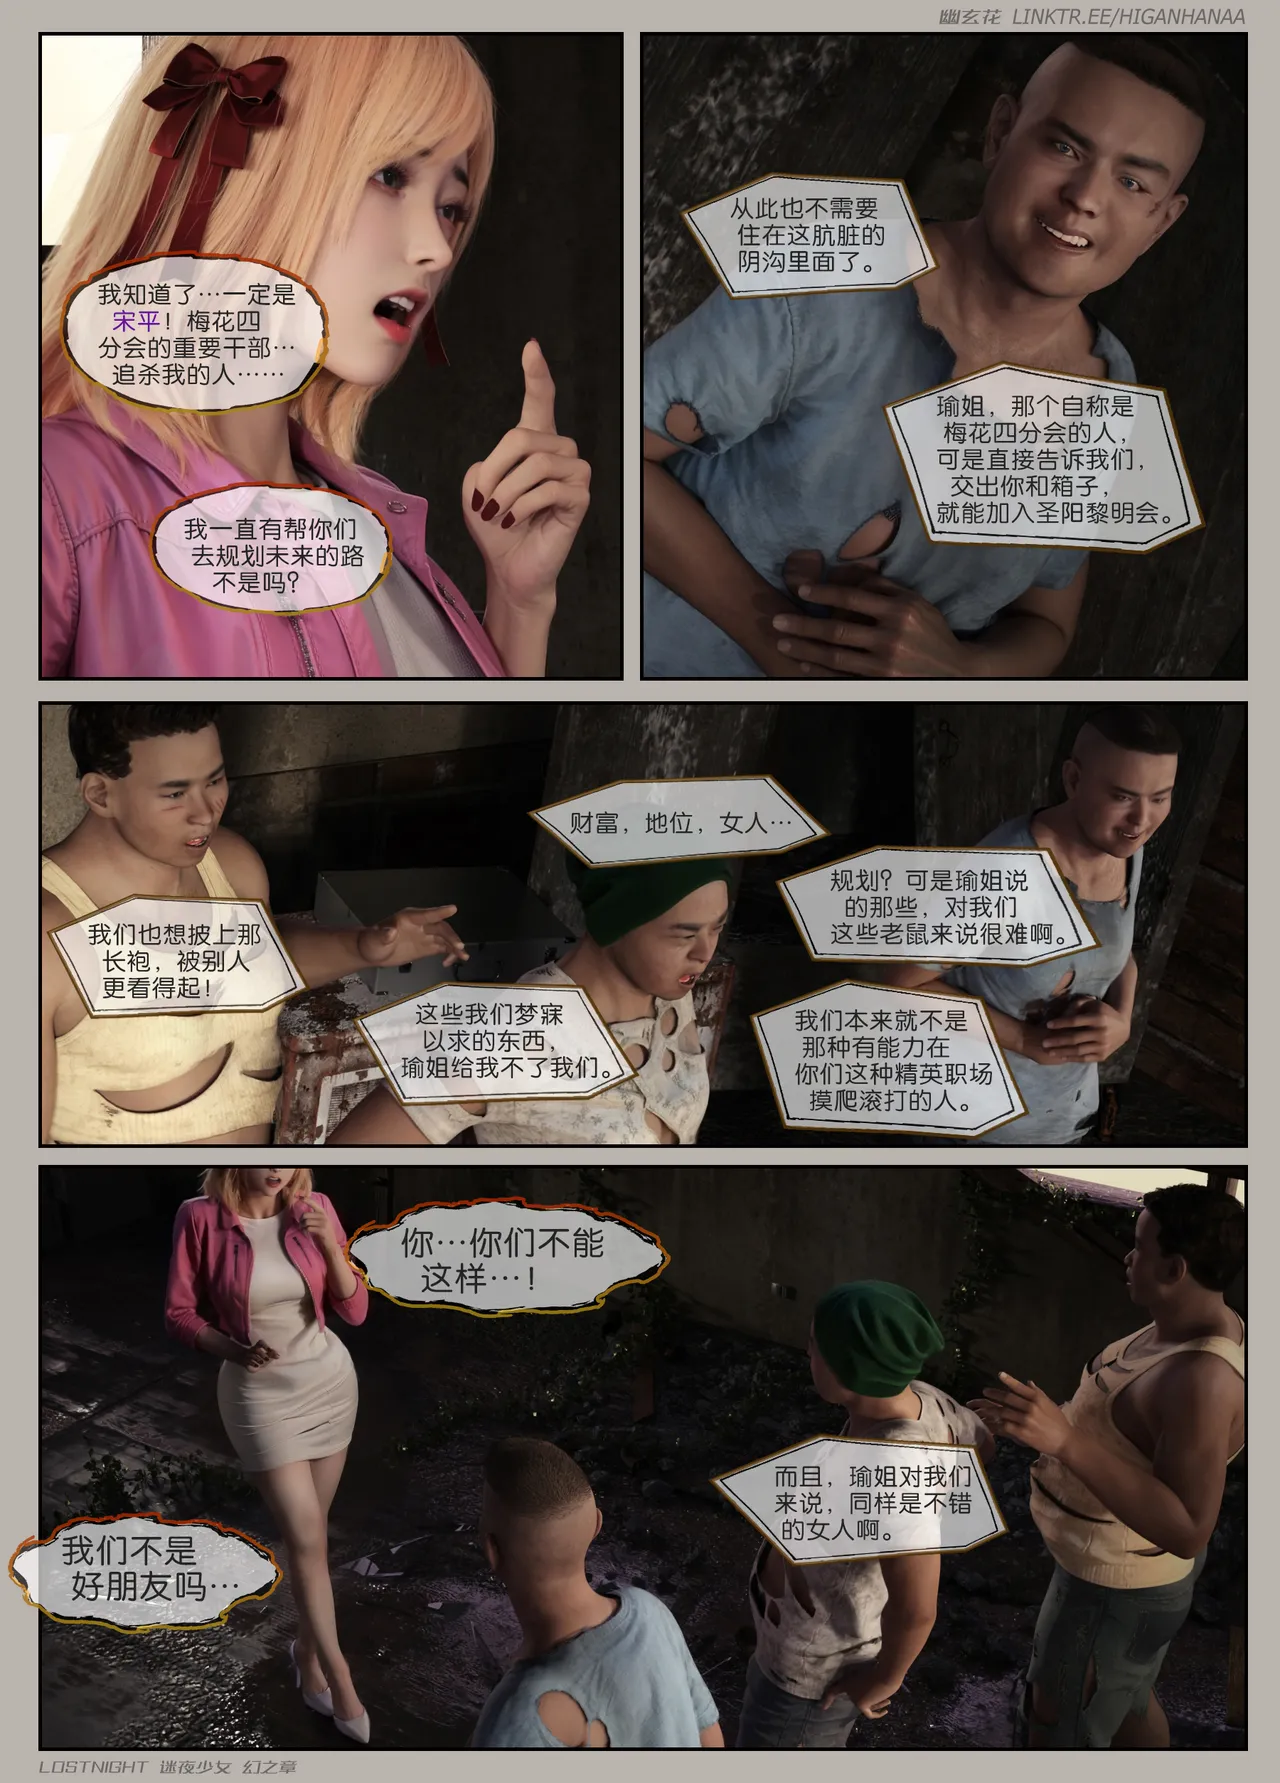 幽玄花 LINKTR.EE/HIGANHANAA
我知道了…一定是
宋平！梅花四
分会的重要干部…
追杀我的人……
我一直有帮你们
去规划未来的路
不是吗？
从此也不需要
住在这肮脏的
阴沟里面了。
瑜姐，那个自称是
梅花四分会的人，
可是直接告诉我们，
交出你和箱子，
就能加入圣阳黎明会。
我们也想披上那
长袍，被别人
更看得起！
财富，地位，女人…
这些我们梦寐
以求的东西，
瑜姐给我不了我们。
规划？可是瑜姐说
的那些，对我们
这些老鼠来说很难啊。
我们本来就不是
那种有能力在
你们这种精英职场
摸爬滚打的人。
你…你们不能
这样…！
而且，瑜姐对我们
来说，同样是不错
的女人啊。
我们不是
好朋友吗…
LOSTNIGHT 迷夜少女 幻之章